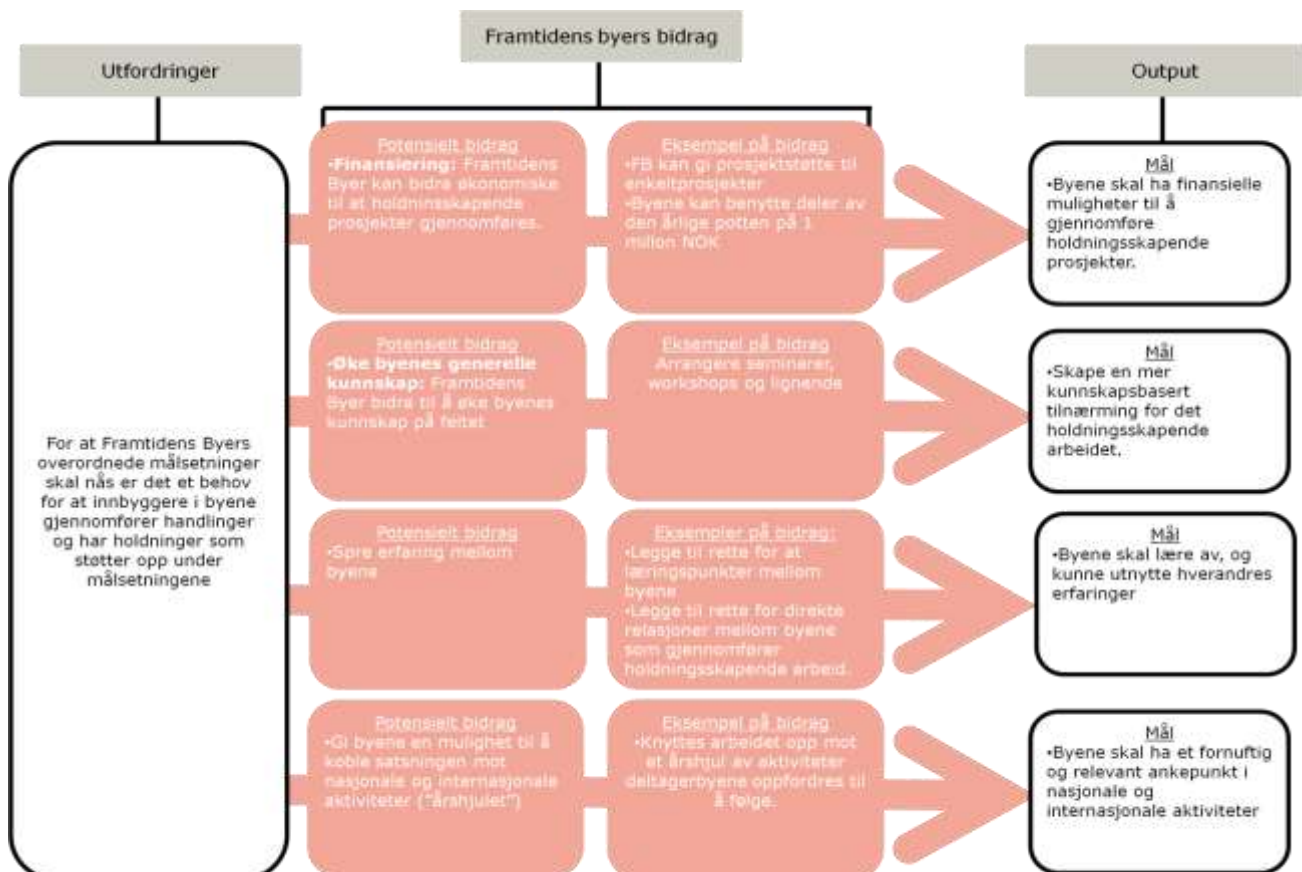 Framtidens byers bidrag
Utfordringer
Output
For at Framtidens Byers
overordnede målsetninger
skal nås er det et behov
for at innbyggere i byene
gjennomfører handlinger
og har holdninger som
støtter opp under
målsetningene
Potensielt bidrag
•Finansiering: Framtidens
Byer kan bidra økonomiske
til at holdninsskapende
prosjekter gjennomføres.
Eksempel på bidrag
•FB kan gi prosjektstøtte til
enkeltprosjekter
•Byene kan benytte deler av
den årlige potten på 1
millon NOK
Mål
•Byene skal ha finansielle
muligheter til å
gjennomføre
holdningsskapende
prosjekter.
Potensielt bidrag
•Øke byenes generelle
kunnskap: Framtidens
Byer bidra til å øke byenes
kunnskap på feltet
Eksempel på bidrag
Arrangere seminarer,
workshops og lignende
Mål
•Skape en mer
kunnskapsbasert
tilnærming for det
holdningsskapende
arbeidet.
Potensielt bidrag
•Spre erfaring mellom
byene
Eksempler på bidrag:
•Legge til rette for at
læringspunkter mellom
byene
•Legge til rette for direkte
relasjoner mellom byene
som gjennomfører
holdningsskapende arbeid.
Mål
•Byene skal lære av, og
kunne utnytte hverandres
erfaringer
Potensielt bidrag
•Gi byene en mulighet til å
koble satsningen mot
nasjonale og internasjonale
aktiviteter ("årshjulet")
Eksempel på bidrag
•Knyttes arbeidet opp mot
et årshjul av aktiviteter
deltagerbyene oppfordres til
å følge.
Mål
•Byene skal ha et fornuftig
og relevant ankepunkt i
nasjonale og
internasjonale aktiviteter